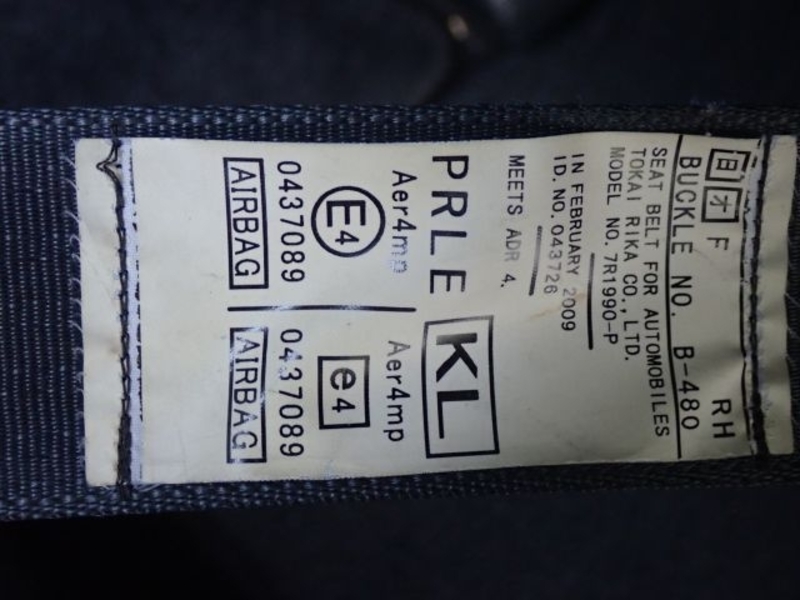 自 オ F RH
BUCKLE NO. B-480
SEAT BELT FOR AUTOMOBILES
TOKAI RIKA CO., LTD.
MODEL NO. 7R1990-P
IN FEBRUARY 2009
ID. NO. 043726
MEETS ADR 4.
PRLE KL
Aer4mp Aer4mp
E4 e4
0437089 0437089
AIRBAG AIRBAG